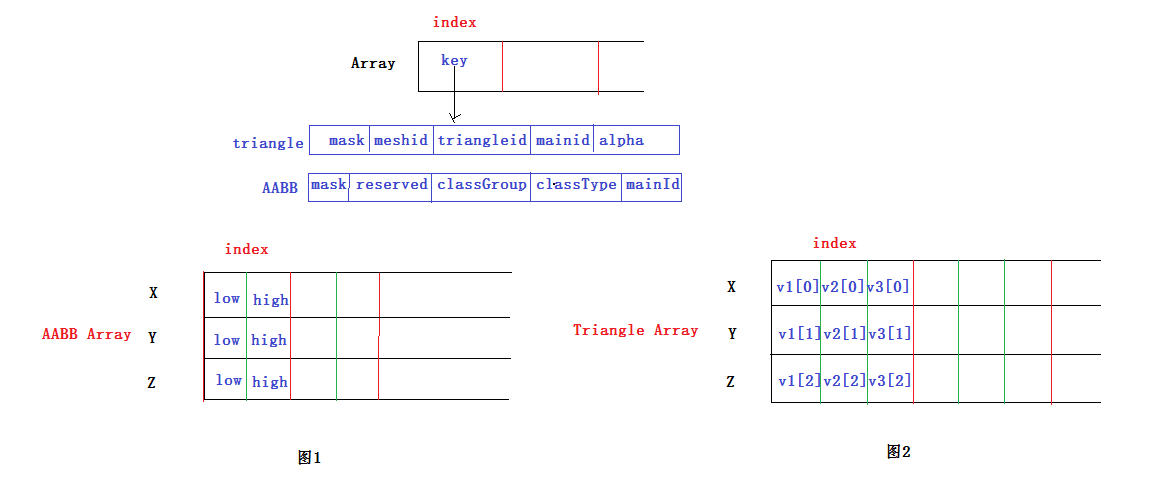 index
Array key
triangle mask meshid triangleid mainid alpha
AABB mask reserved classGroup classType mainId
index
X low high
AABB Array Y low high
Z low high
图1
index
X v1[0] v2[0] v3[0]
Triangle Array Y v1[1] v2[1] v3[1]
Z v1[2] v2[2] v3[2]
图2